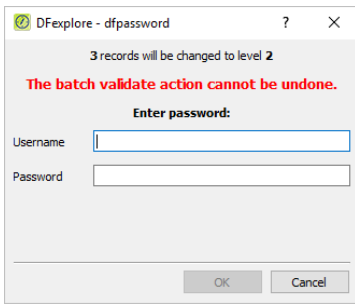 DFexplore - dfpassword
3 records will be changed to level 2
The batch validate action cannot be undone.
Enter password:
Username
Password
OK Cancel